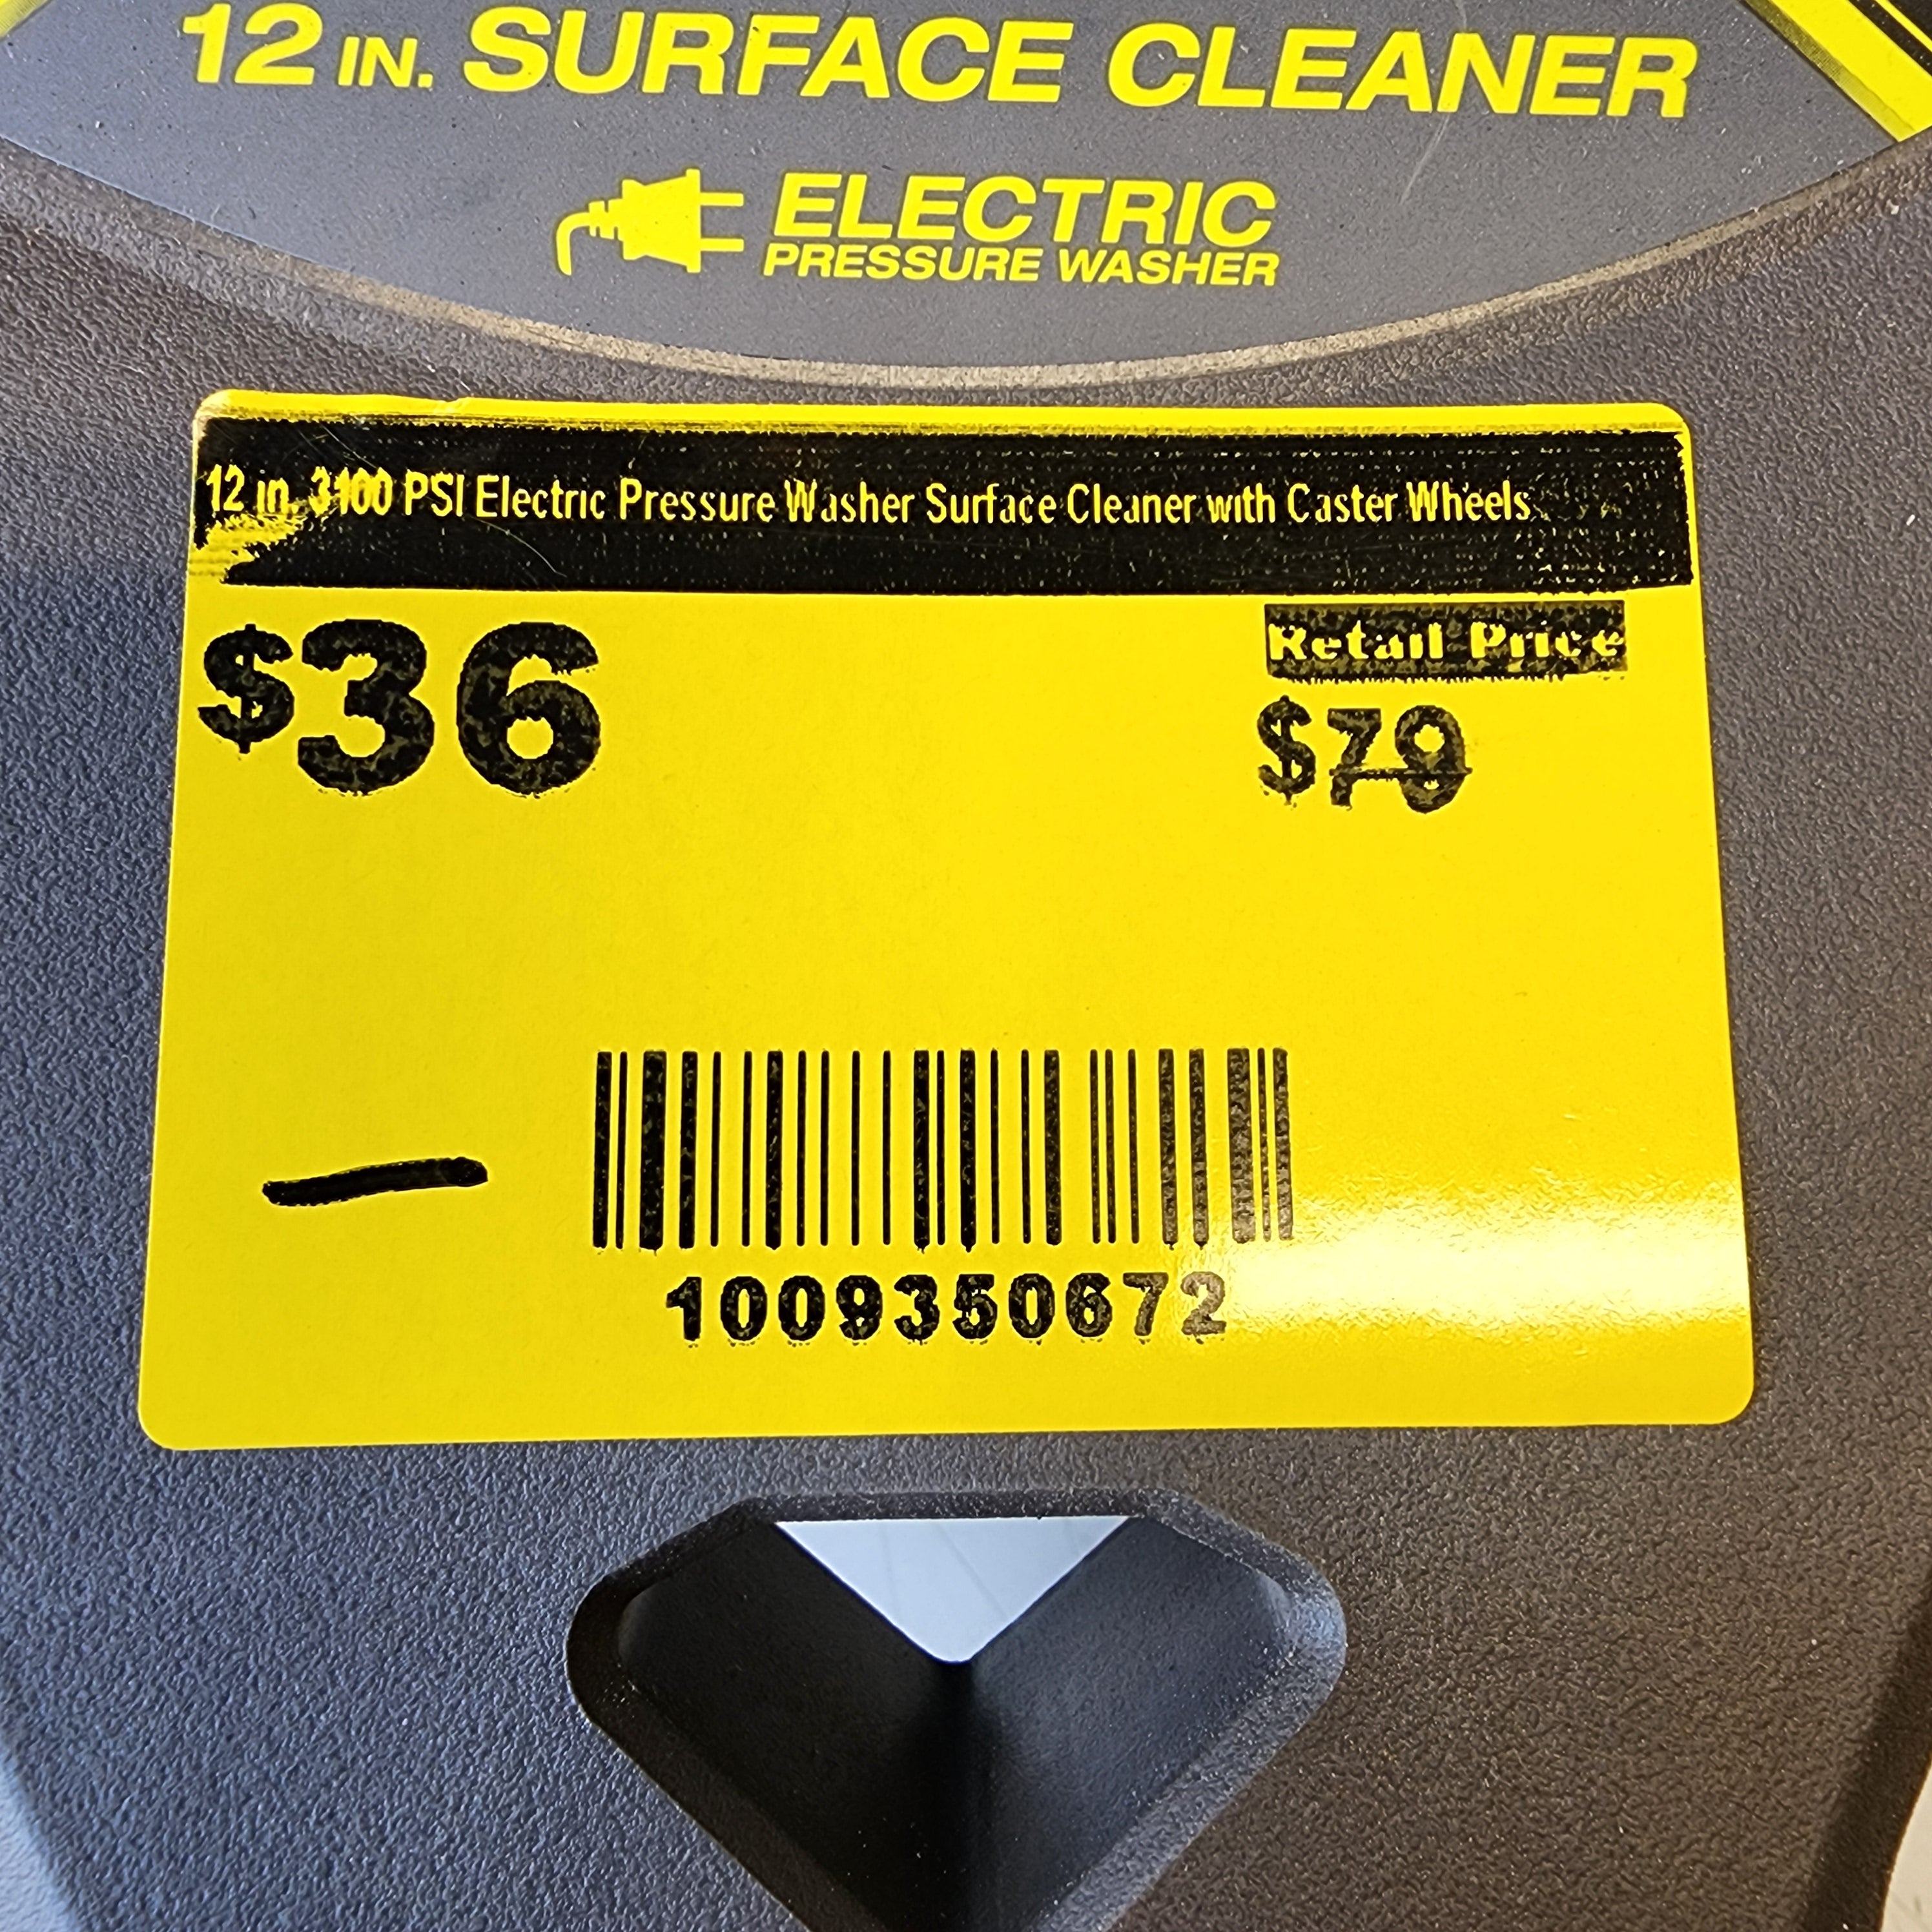 12 IN. SURFACE CLEANER
ELECTRIC
PRESSURE WASHER
12 in. 3100 PSI Electric Pressure Washer Surface Cleaner with Caster Wheels
$36
Retail Price
$79
1009350672